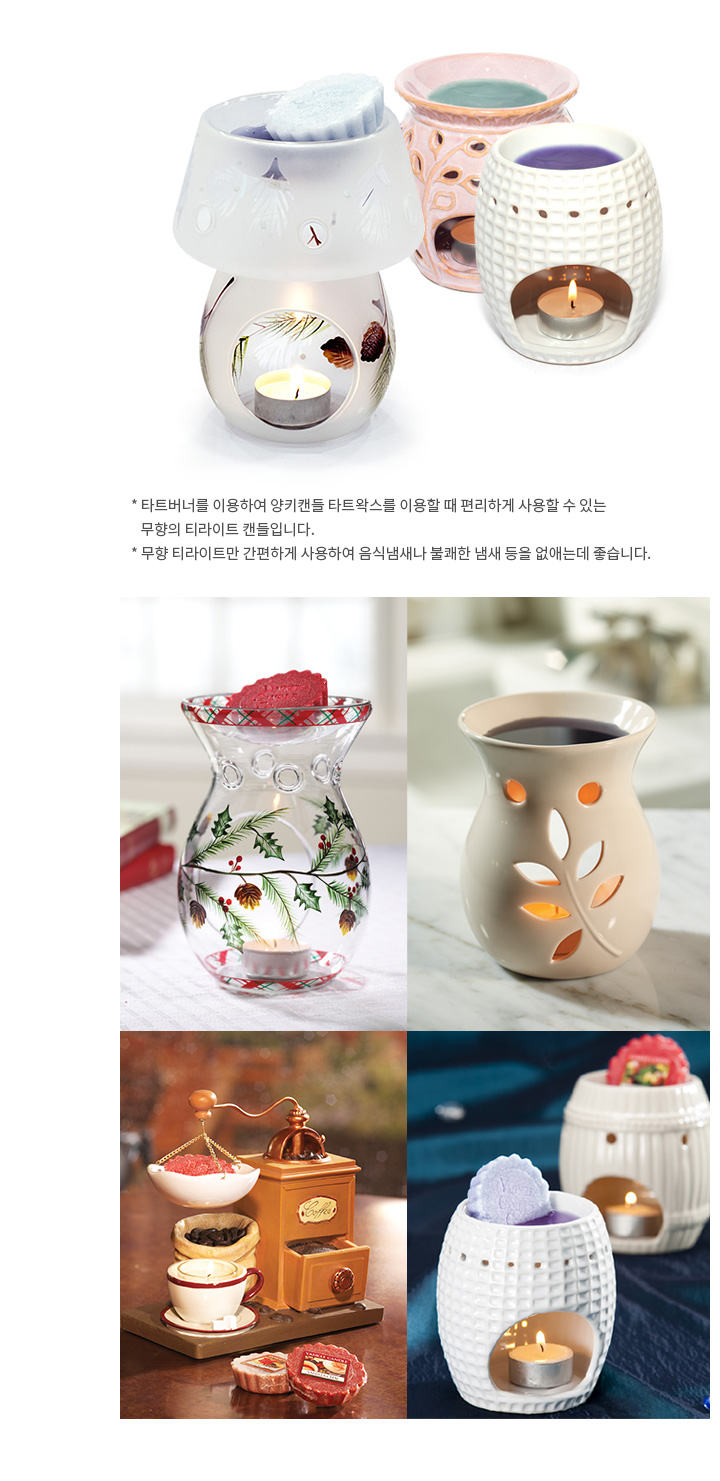 * 타트버너를 이용하여 양키캔들 타트왁스를 이용할 때 편리하게 사용할 수 있는
무향의 티라이트 캔들입니다.
* 무향 티라이트만 간편하게 사용하여 음식냄새나 불쾌한 냄새 등을 없애는데 좋습니다.
Coffee
YANKEE CANDLE